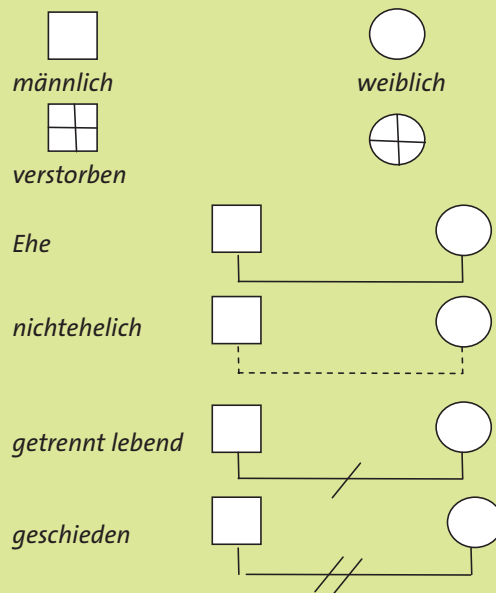 männlich weiblich
verstorben
Ehe
nichtehelich
getrennt lebend
geschieden